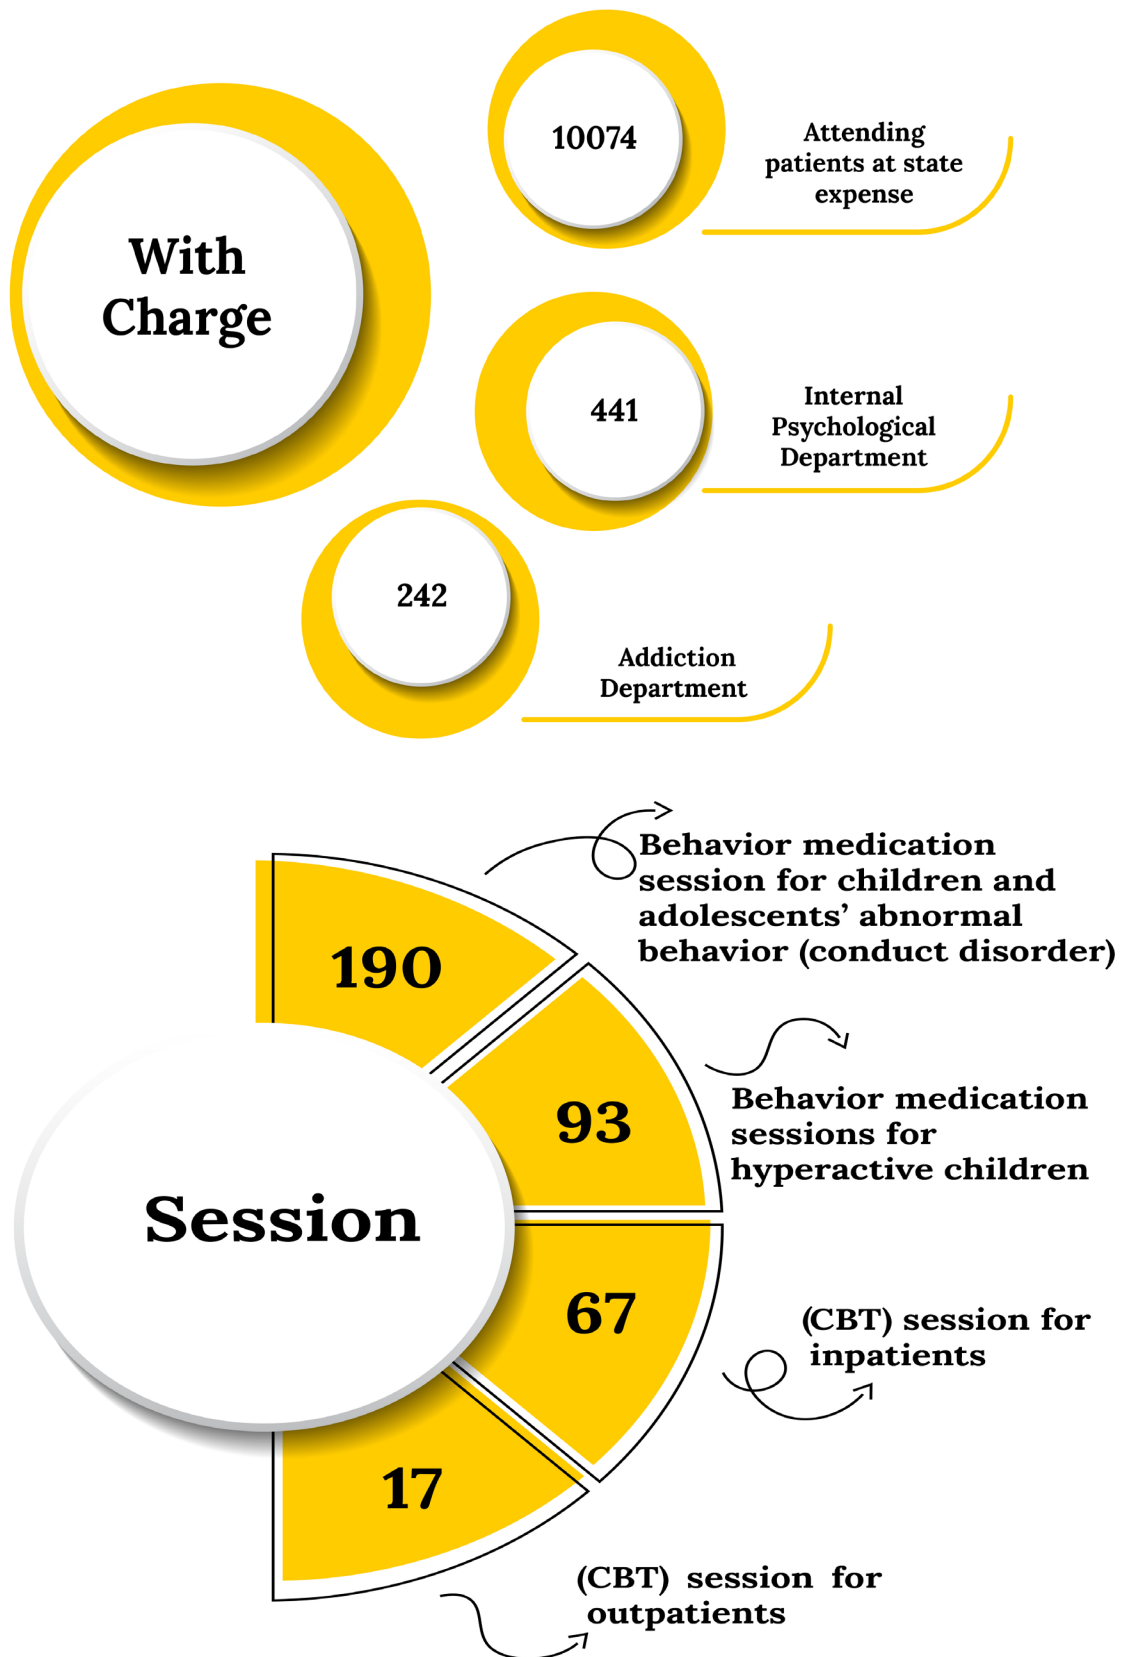 With
Charge
10074
Attending
patients at state
expense
441
Internal
Psychological
Department
242
Addiction
Department
Session
190
Behavior medication
session for children and
adolescents’ abnormal
behavior (conduct disorder)
93
Behavior medication
sessions for
hyperactive children
67
(CBT) session for
inpatients
17
(CBT) session for
outpatients